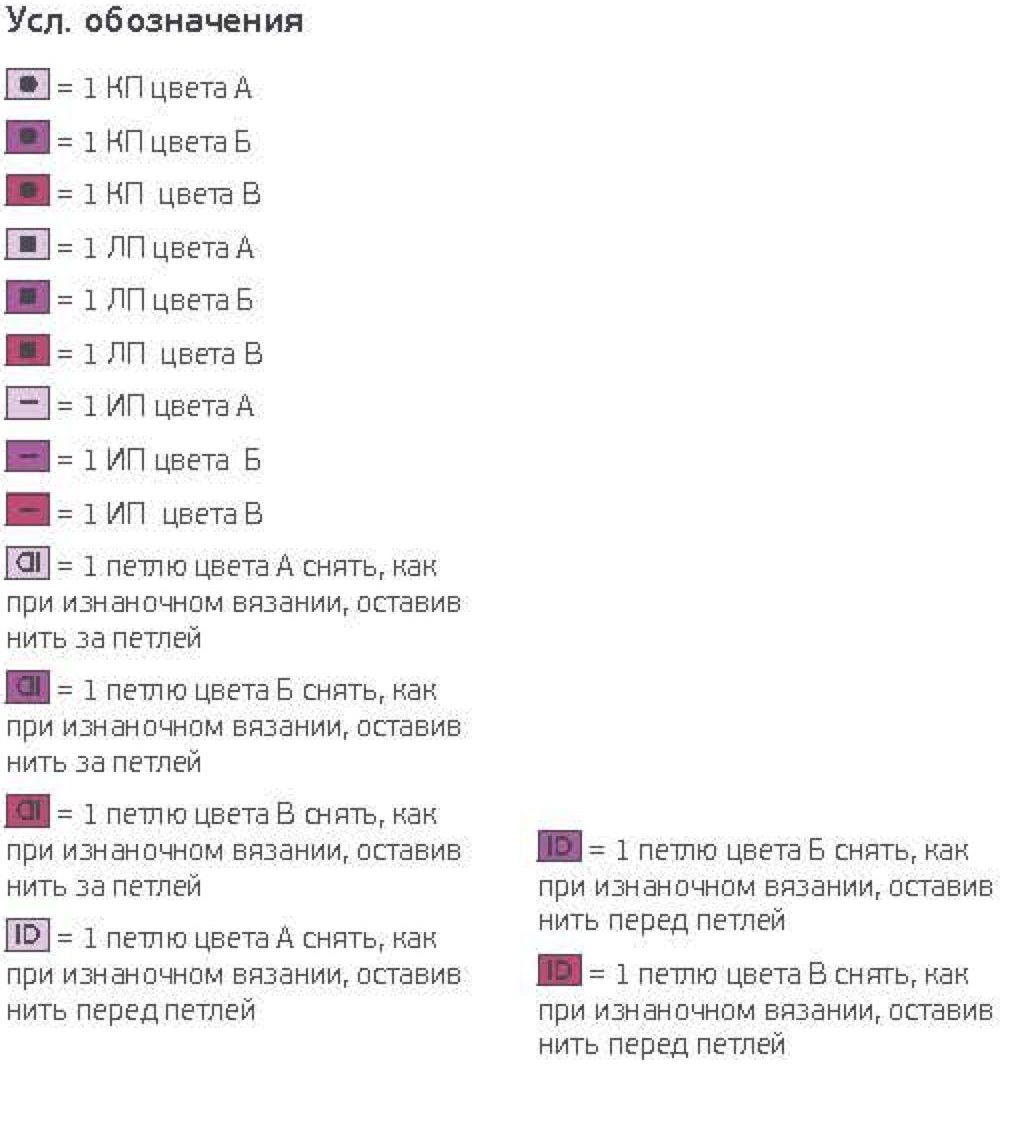 Усл. обозначения
= 1 КП цвета А
= 1 КП цвета Б
= 1 КП цвета В
= 1 ЛП цвета А
= 1 ЛП цвета Б
= 1 ЛП цвета В
= 1 ИП цвета А
= 1 ИП цвета Б
= 1 ИП цвета В
= 1 петлю цвета А снять, как
при изнаночном вязании, оставив
нить за петлей
= 1 петлю цвета Б снять, как
при изнаночном вязании, оставив
нить за петлей
= 1 петлю цвета В снять, как
при изнаночном вязании, оставив
нить за петлей
ID = 1 петлю цвета А снять, как
при изнаночном вязании, оставив
нить перед петлей
ID = 1 петлю цвета Б снять, как
при изнаночном вязании, оставив
нить перед петлей
ID = 1 петлю цвета В снять, как
при изнаночном вязании, оставив
нить перед петлей